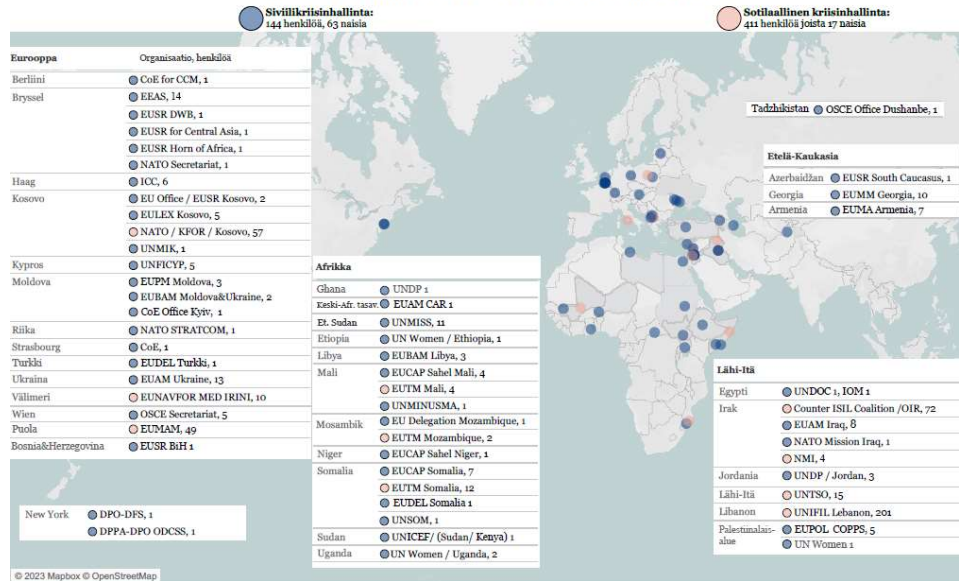 Siviilikriisinhallinta:
144 henkilöä, 63 naisia
Sotilaallinen kriisinhallinta:
411 henkilöä joista 17 naisia
Eurooppa Organisaatio, henkilöä
Berliini CoE for CCM, 1
Bryssel EEAS, 14
EUSR DWB, 1
EUSR for Central Asia, 1
EUSR Horn of Africa, 1
NATO Secretariat, 1
Haag ICC, 6
Kosovo EU Office / EUSR Kosovo, 2
EULEX Kosovo, 5
NATO / KFOR / Kosovo, 57
UNMIK, 1
Kypros UNFICYP, 5
Moldova EUPM Moldova, 3
EUBAM Moldova&Ukraine, 2
CoE Office Kyiv, 1
Riika NATO STRATCOM, 1
Strasbourg CoE, 1
Turkki EUDEL Turkki, 1
Ukraina EUAM Ukraine, 13
Välimeri EUNAVFOR MED IRINI, 10
Wien OSCE Secretariat, 5
Puola EUMAM, 49
Bosnia&Herzegovina EUSR BiH 1
New York DPO-DFS, 1
DPPA-DPO ODCSS, 1
Afrikka
Ghana UNDP 1
Keski-Afr. tasav. EUAM CAR 1
Et. Sudan UNMISS, 11
Etiopia UN Women / Ethiopia, 1
Libya EUBAM Libya, 3
Mali EUCAP Sahel Mali, 4
EUTM Mali, 4
UNMINUSMA, 1
Mosambik EU Delegation Mozambique, 1
EUTM Mozambique, 2
Niger EUCAP Sahel Niger, 1
Somalia EUCAP Somalia, 7
EUTM Somalia, 12
EUDEL Somalia 1
UNSOM, 1
Sudan UNICEF/ (Sudan/ Kenya) 1
Uganda UN Women / Uganda, 2
Tadzhikistan OSCE Office Dushanbe, 1
Etelä-Kaukasia
Azerbaidžan EUSR South Caucasus, 1
Georgia EUMM Georgia, 10
Armenia EUMA Armenia, 7
Lähi-Itä
Egypti UNDOC 1, IOM 1
Irak Counter ISIL Coalition /OIR, 72
EUAM Iraq, 8
NATO Mission Iraq, 1
NMI, 4
Jordania UNDP / Jordan, 3
Lähi-Itä UNTSO, 15
Libanon UNIFIL Lebanon, 201
Palestiinalais- EUPOL COPPS, 5
alue UN Women 1
© 2023 Mapbox © OpenStreetMap